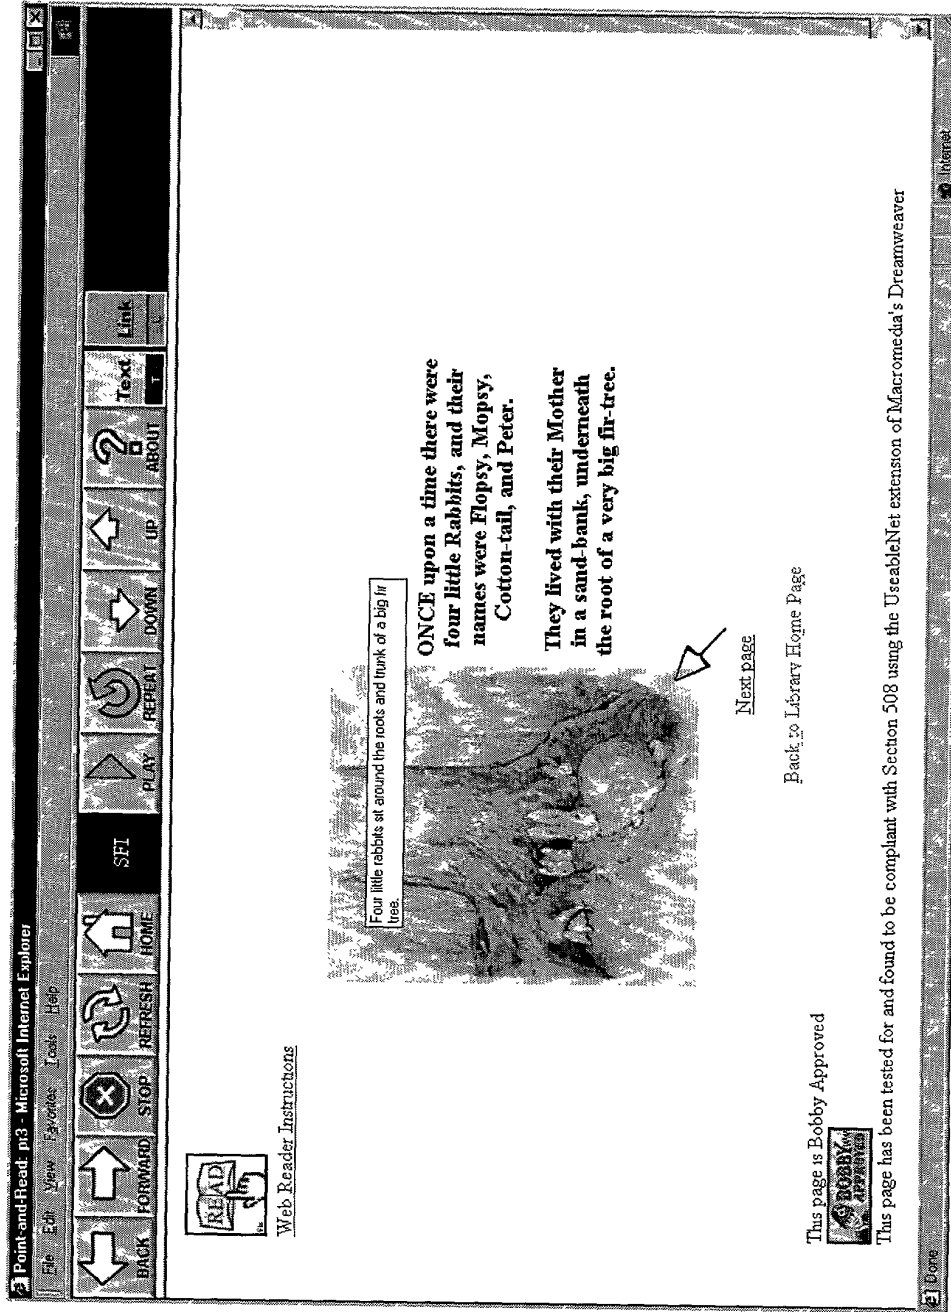 Point-and-Read: pr3 - Microsoft Internet Explorer
File Edit View Favorites Tools Help
BACK FORWARD STOP REFRESH HOME SFI PLAY REPEAT DOWN UP ABOUT Text Link
T
READ
Web Reader Instructions
Four little rabbits sit around the roots and trunk of a big fir
tree.
ONCE upon a time there were
four little Rabbits, and their
names were Flopsy, Mopsy,
Cotton-tail, and Peter.
They lived with their Mother
in a sand-bank, underneath
the root of a very big fir-tree.
Next page
Back to Library Home Page
This page is Bobby Approved
BOBBY
APPROVED
This page has been tested for and found to be compliant with Section 508 using the UseableNet extension of Macromedia's Dreamweaver
Done Internet